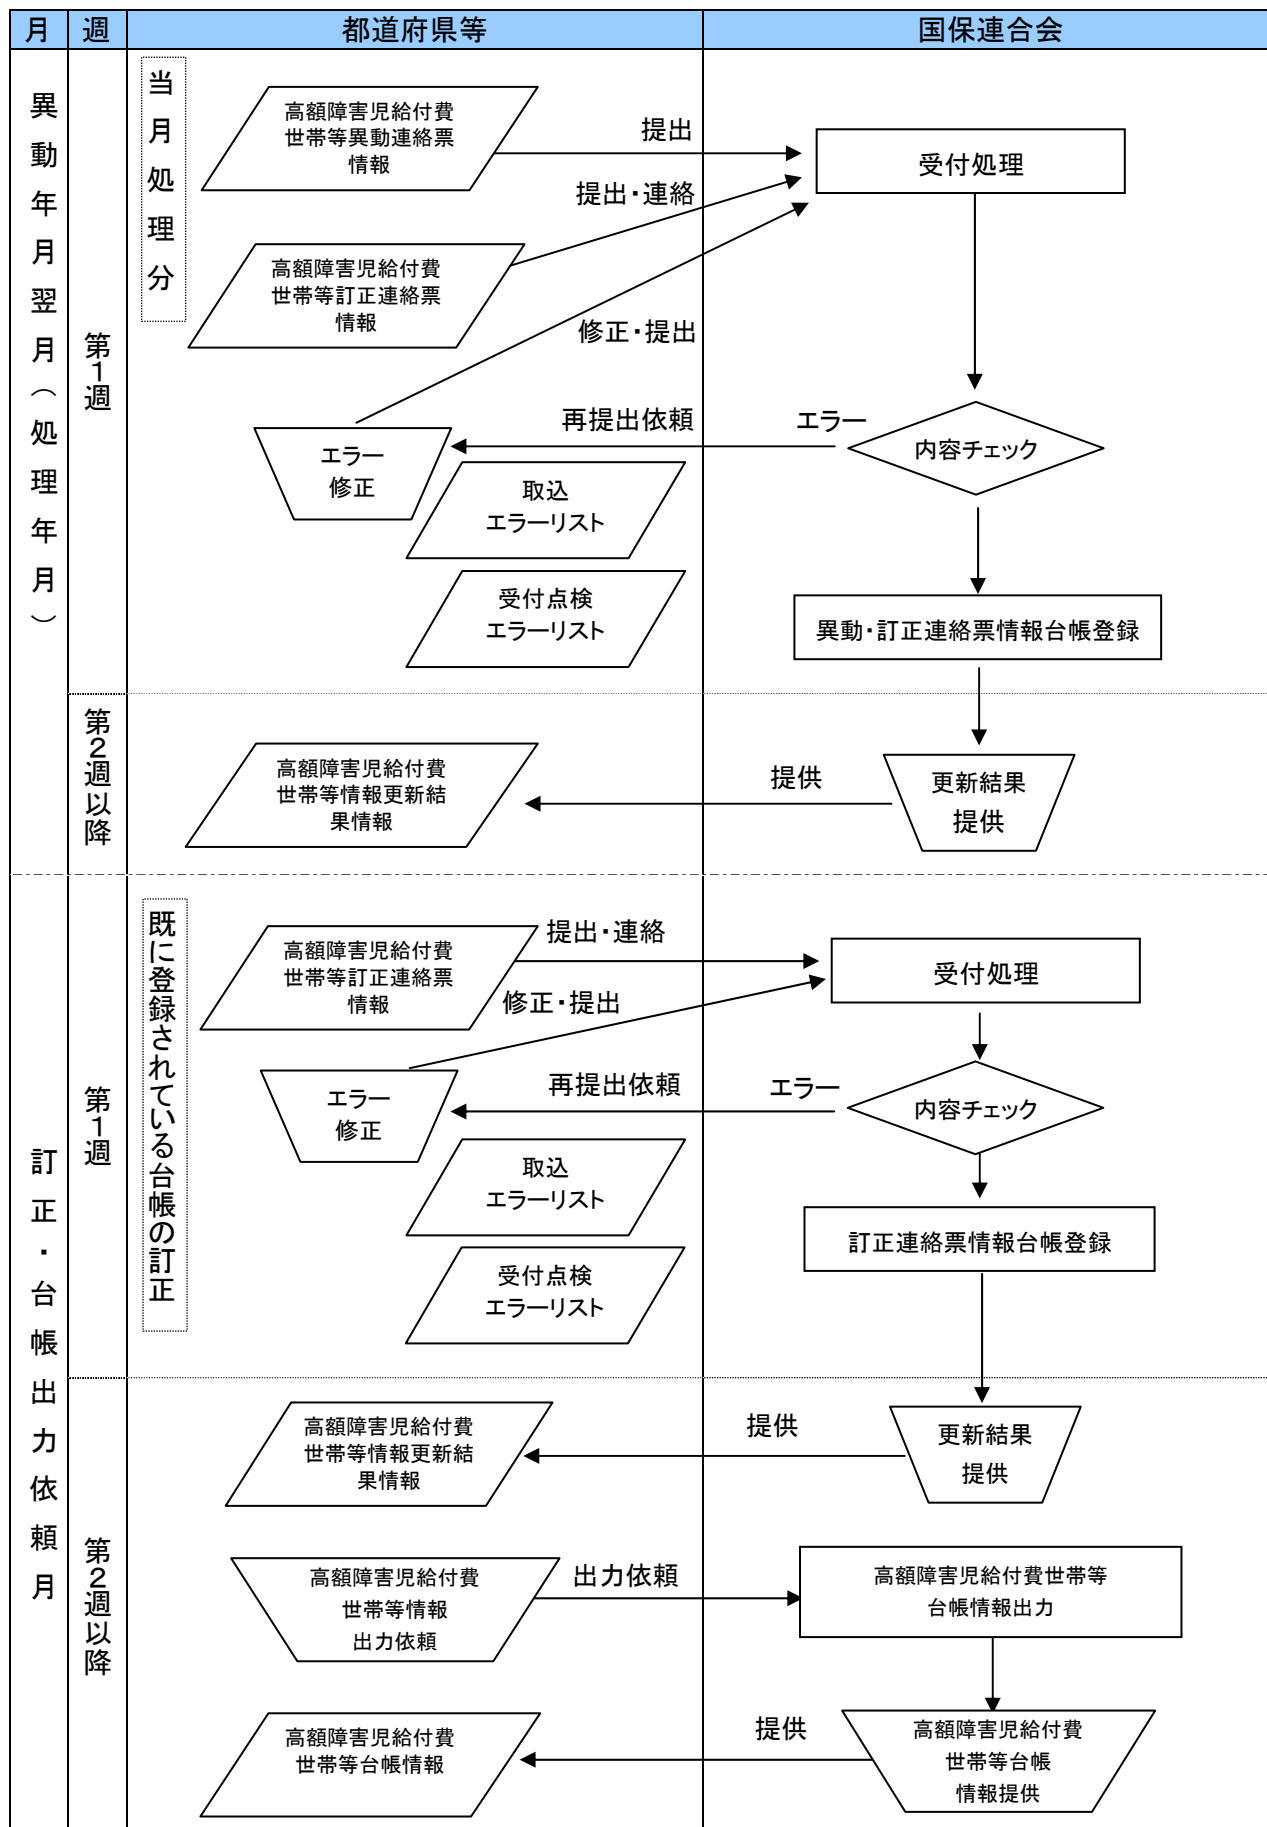 月 週 都道府県等 国保連合会
異動年月翌月（処理年月）
第1週
当月処理分
高額障害児給付費
世帯等異動連絡票
情報
提出
受付処理
提出・連絡
高額障害児給付費
世帯等訂正連絡票
情報
修正・提出
再提出依頼
エラー
内容チェック
エラー
修正
取込
エラーリスト
受付点検
エラーリスト
異動・訂正連絡票情報台帳登録
第2週以降
高額障害児給付費
世帯等情報更新結
果情報
提供
更新結果
提供
訂正・台帳出力依頼月
第1週
既に登録されている台帳の訂正
高額障害児給付費
世帯等訂正連絡票
情報
提出・連絡
受付処理
修正・提出
再提出依頼
エラー
内容チェック
エラー
修正
取込
エラーリスト
受付点検
エラーリスト
訂正連絡票情報台帳登録
第2週以降
高額障害児給付費
世帯等情報更新結
果情報
提供
更新結果
提供
高額障害児給付費
世帯等情報
出力依頼
出力依頼
高額障害児給付費世帯等
台帳情報出力
高額障害児給付費
世帯等台帳情報
提供
高額障害児給付費
世帯等台帳
情報提供